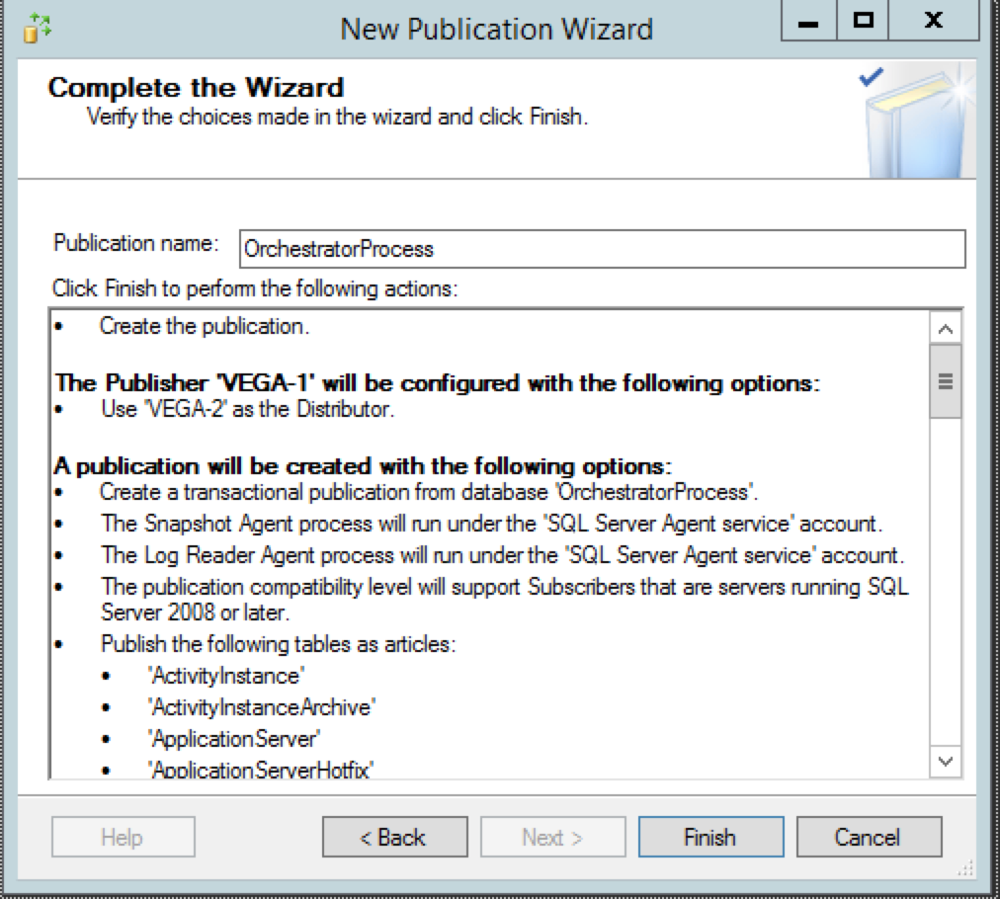 New Publication Wizard
Complete the Wizard
Verify the choices made in the wizard and click Finish.
Publication name: OrchestratorProcess
Click Finish to perform the following actions:
• Create the publication.
The Publisher 'VEGA-1' will be configured with the following options:
• Use 'VEGA-2' as the Distributor.
A publication will be created with the following options:
• Create a transactional publication from database 'OrchestratorProcess'.
• The Snapshot Agent process will run under the 'SQL Server Agent service' account.
• The Log Reader Agent process will run under the 'SQL Server Agent service' account.
• The publication compatibility level will support Subscribers that are servers running SQL
Server 2008 or later.
• Publish the following tables as articles:
• 'ActivityInstance'
• 'ActivityInstanceArchive'
• 'ApplicationServer'
• 'ApplicationServerHotfix'
Help < Back Next > Finish Cancel